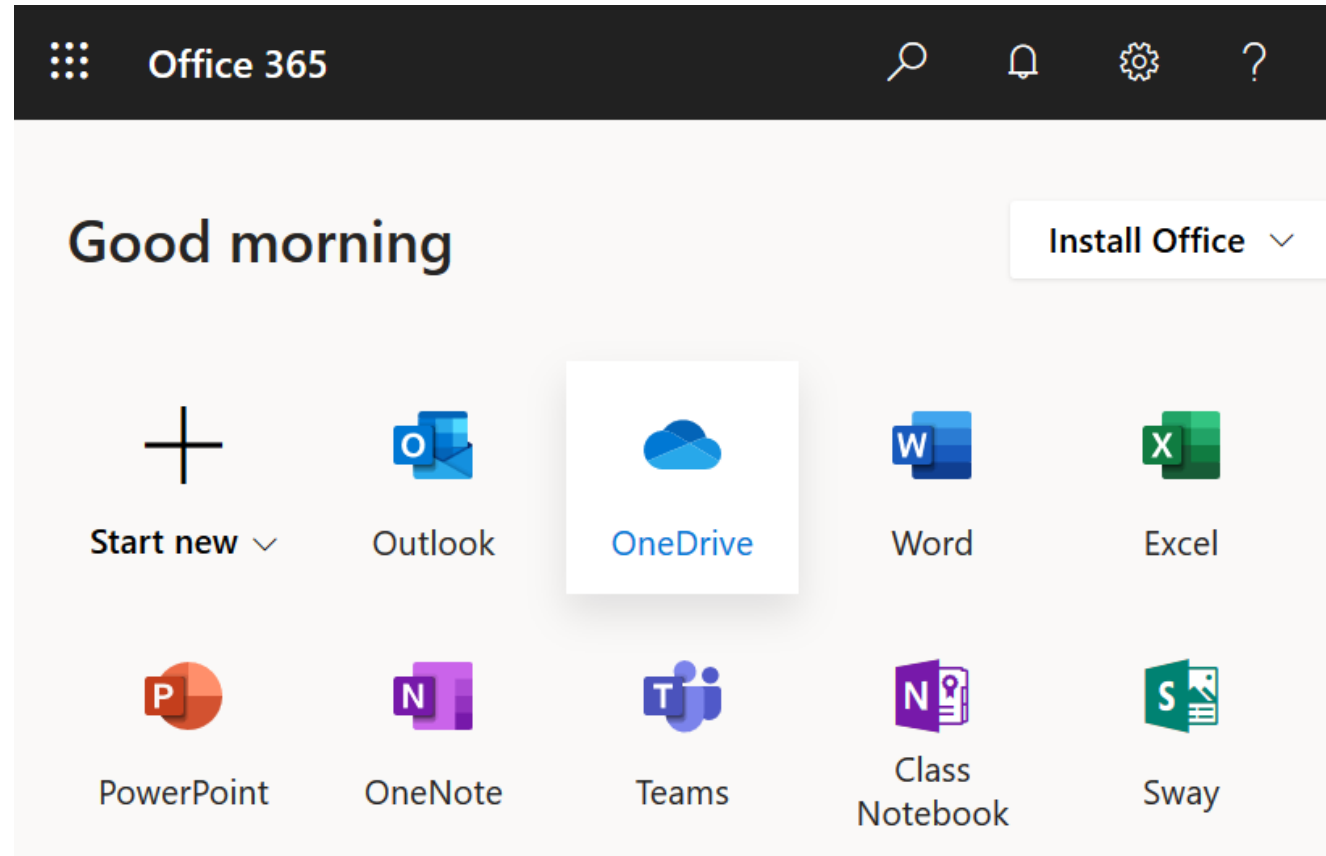 Office 365
?
Good morning
Install Office
Start new
O
Outlook
OneDrive
W
Word
X
Excel
P
PowerPoint
N
OneNote
T
Teams
N
Class
Notebook
S
Sway